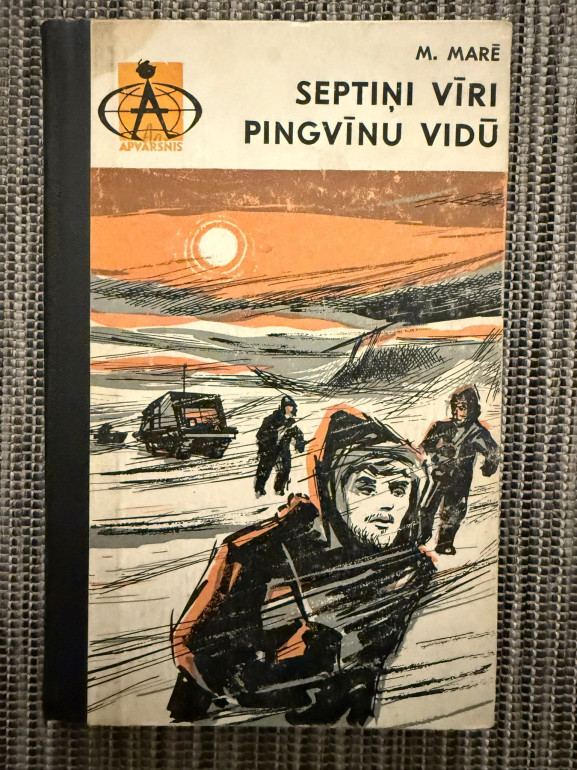 M. MARĒ
SEPTIŅI VĪRI
PINGVĪNU VIDŪ
APVĀRSNIS